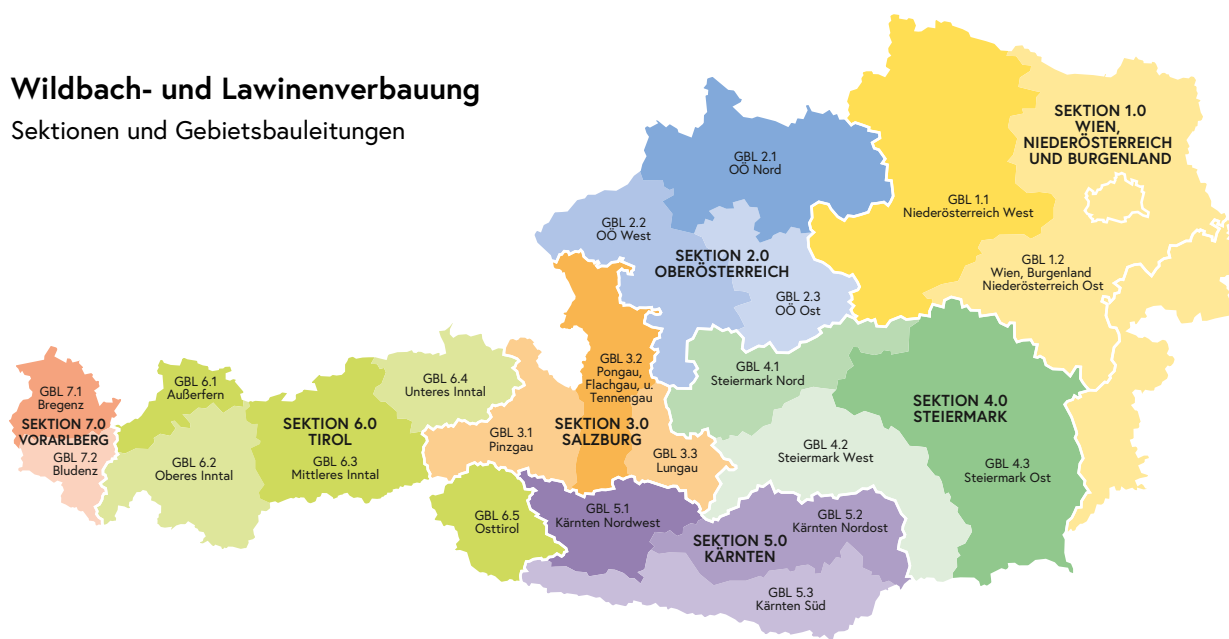 Wildbach- und Lawinenverbauung
Sektionen und Gebietsbauleitungen
SEKTION 1.0
WIEN,
NIEDERÖSTERREICH
UND BURGENLAND
GBL 1.1
Niederösterreich West
GBL 1.2
Wien, Burgenland
Niederösterreich Ost
GBL 2.1
OÖ Nord
GBL 2.2
OÖ West
SEKTION 2.0
OBERÖSTERREICH
GBL 2.3
OÖ Ost
GBL 3.2
Pongau,
Flachgau, u.
Tennengau
GBL 3.1
Pinzgau
SEKTION 3.0
SALZBURG
GBL 3.3
Lungau
GBL 4.1
Steiermark Nord
SEKTION 4.0
STEIERMARK
GBL 4.2
Steiermark West
GBL 4.3
Steiermark Ost
GBL 5.1
Kärnten Nordwest
GBL 5.2
Kärnten Nordost
SEKTION 5.0
KÄRNTEN
GBL 5.3
Kärnten Süd
GBL 6.1
Außerfern
GBL 6.4
Unteres Inntal
SEKTION 6.0
TIROL
GBL 6.2
Oberes Inntal
GBL 6.3
Mittleres Inntal
GBL 6.5
Osttirol
GBL 7.1
Bregenz
SEKTION 7.0
VORARLBERG
GBL 7.2
Bludenz